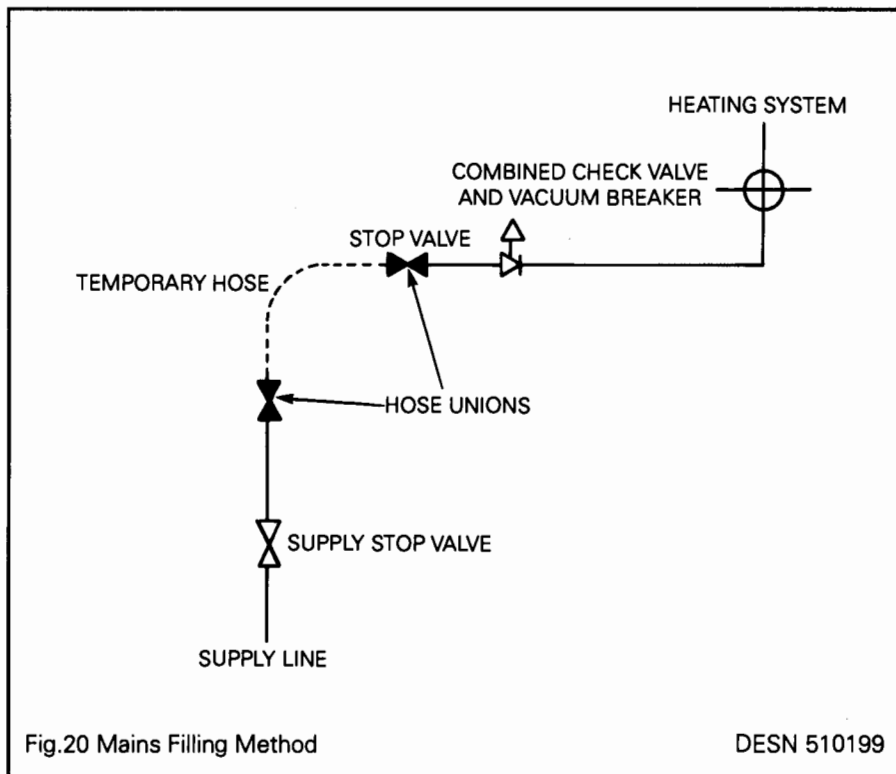 HEATING SYSTEM
COMBINED CHECK VALVE
AND VACUUM BREAKER
STOP VALVE
TEMPORARY HOSE
HOSE UNIONS
SUPPLY STOP VALVE
SUPPLY LINE
Fig.20 Mains Filling Method
DESN 510199